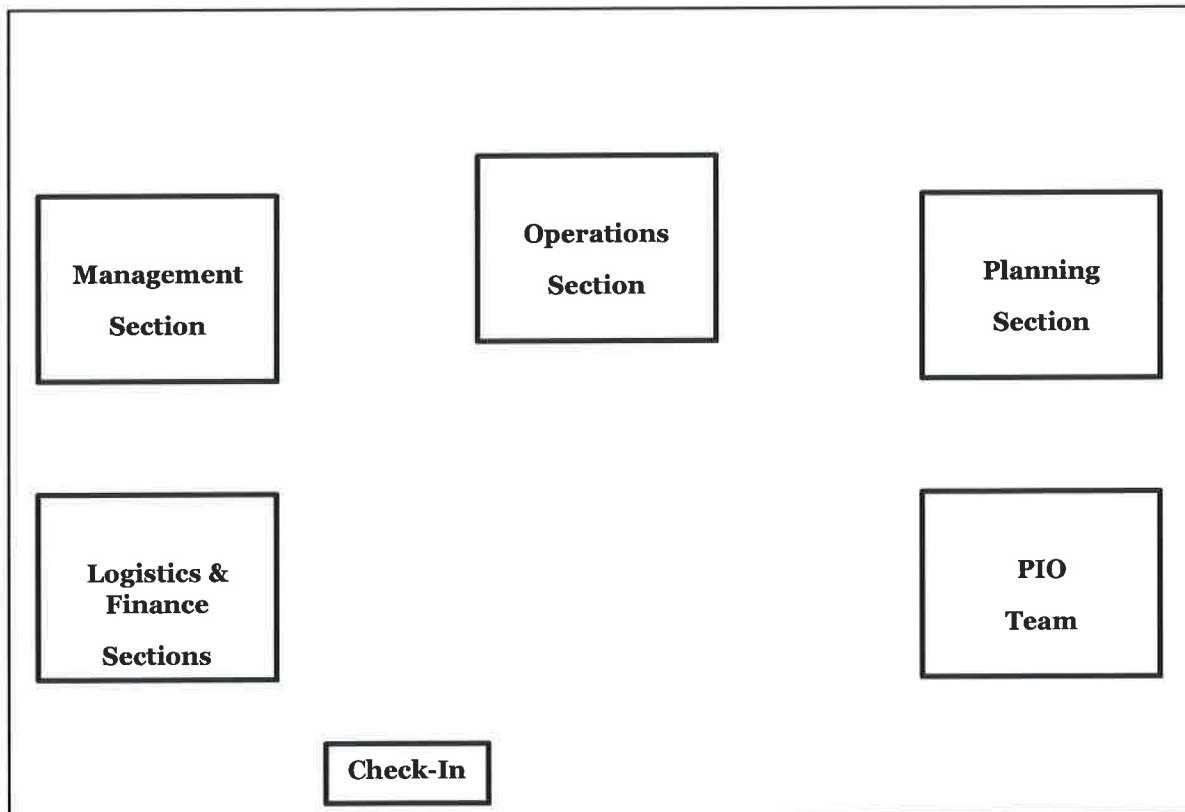 Operations
Section
Management
Section
Planning
Section
Logistics &
Finance
Sections
PIO
Team
Check-In